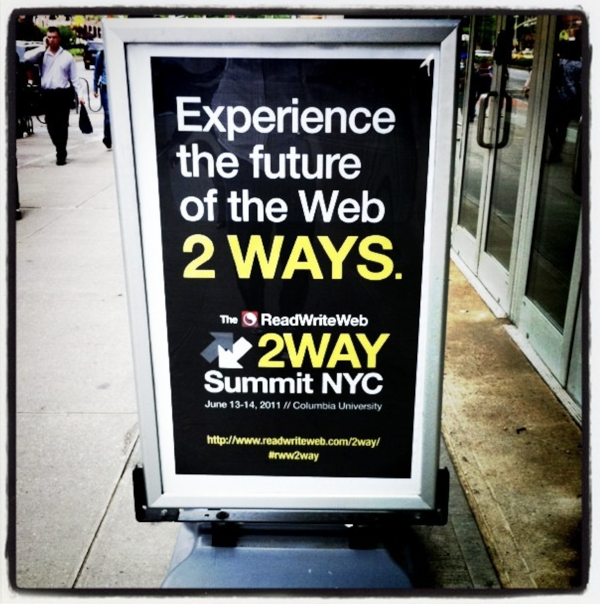 Experience
the future
of the Web
2 WAYS.
The ReadWriteWeb
2WAY
Summit NYC
June 13-14, 2011 // Columbia University
http://www.readwriteweb.com/2way/
#rww2way